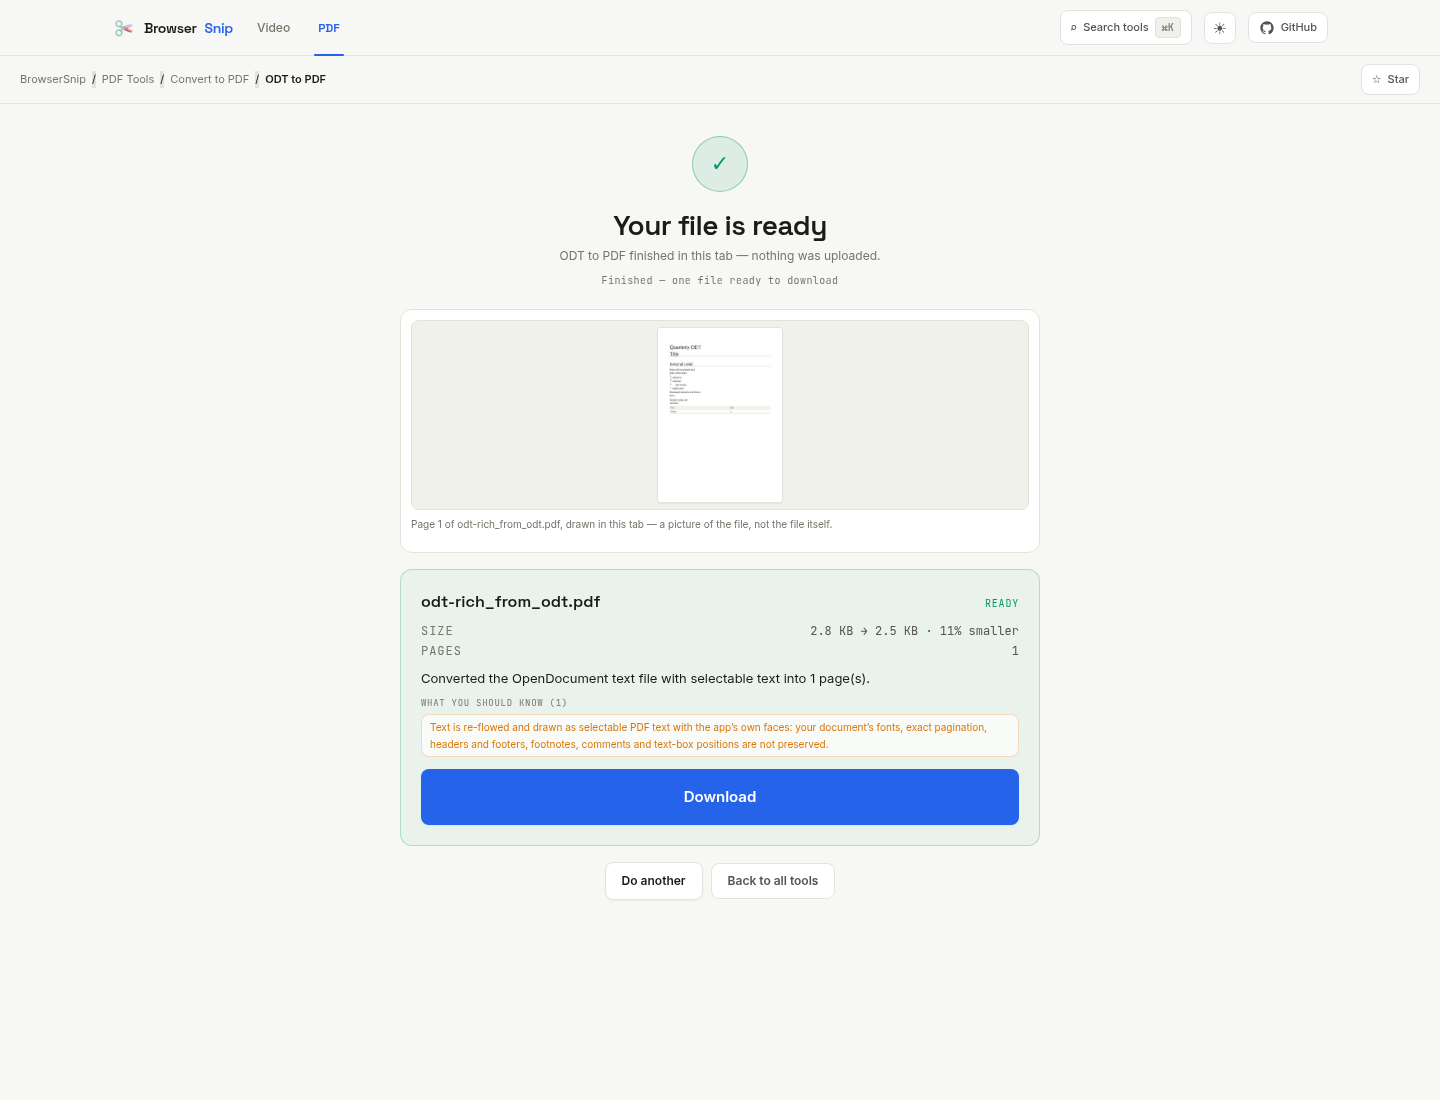 Browser Snip
Video
PDF
Search tools ⌘K
GitHub
BrowserSnip / PDF Tools / Convert to PDF / ODT to PDF
☆ Star
✓
Your file is ready
ODT to PDF finished in this tab — nothing was uploaded.
Finished — one file ready to download
Quarterly ODT
Title
Page 1 of odt-rich_from_odt.pdf, drawn in this tab — a picture of the file, not the file itself.
odt-rich_from_odt.pdf
READY
SIZE
2.8 KB → 2.5 KB · 11% smaller
PAGES
1
Converted the OpenDocument text file with selectable text into 1 page(s).
WHAT YOU SHOULD KNOW (1)
Text is re-flowed and drawn as selectable PDF text with the app’s own faces: your document’s fonts, exact pagination,
headers and footers, footnotes, comments and text-box positions are not preserved.
Download
Do another
Back to all tools